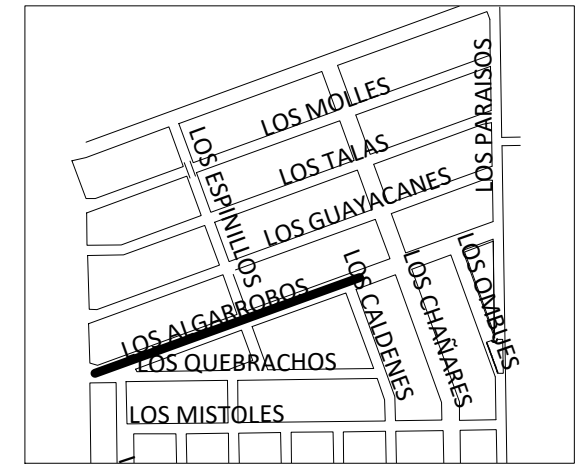 LOS MOLLES
LOS PARAISOS
LOS TALAS
LOS ESPINILLOS
LOS GUAYACANES
LOS ALGARROBOS
LOS CALDENES
LOS CHAÑARES
LOS OMBUES
LOS QUEBRACHOS
LOS MISTOLES